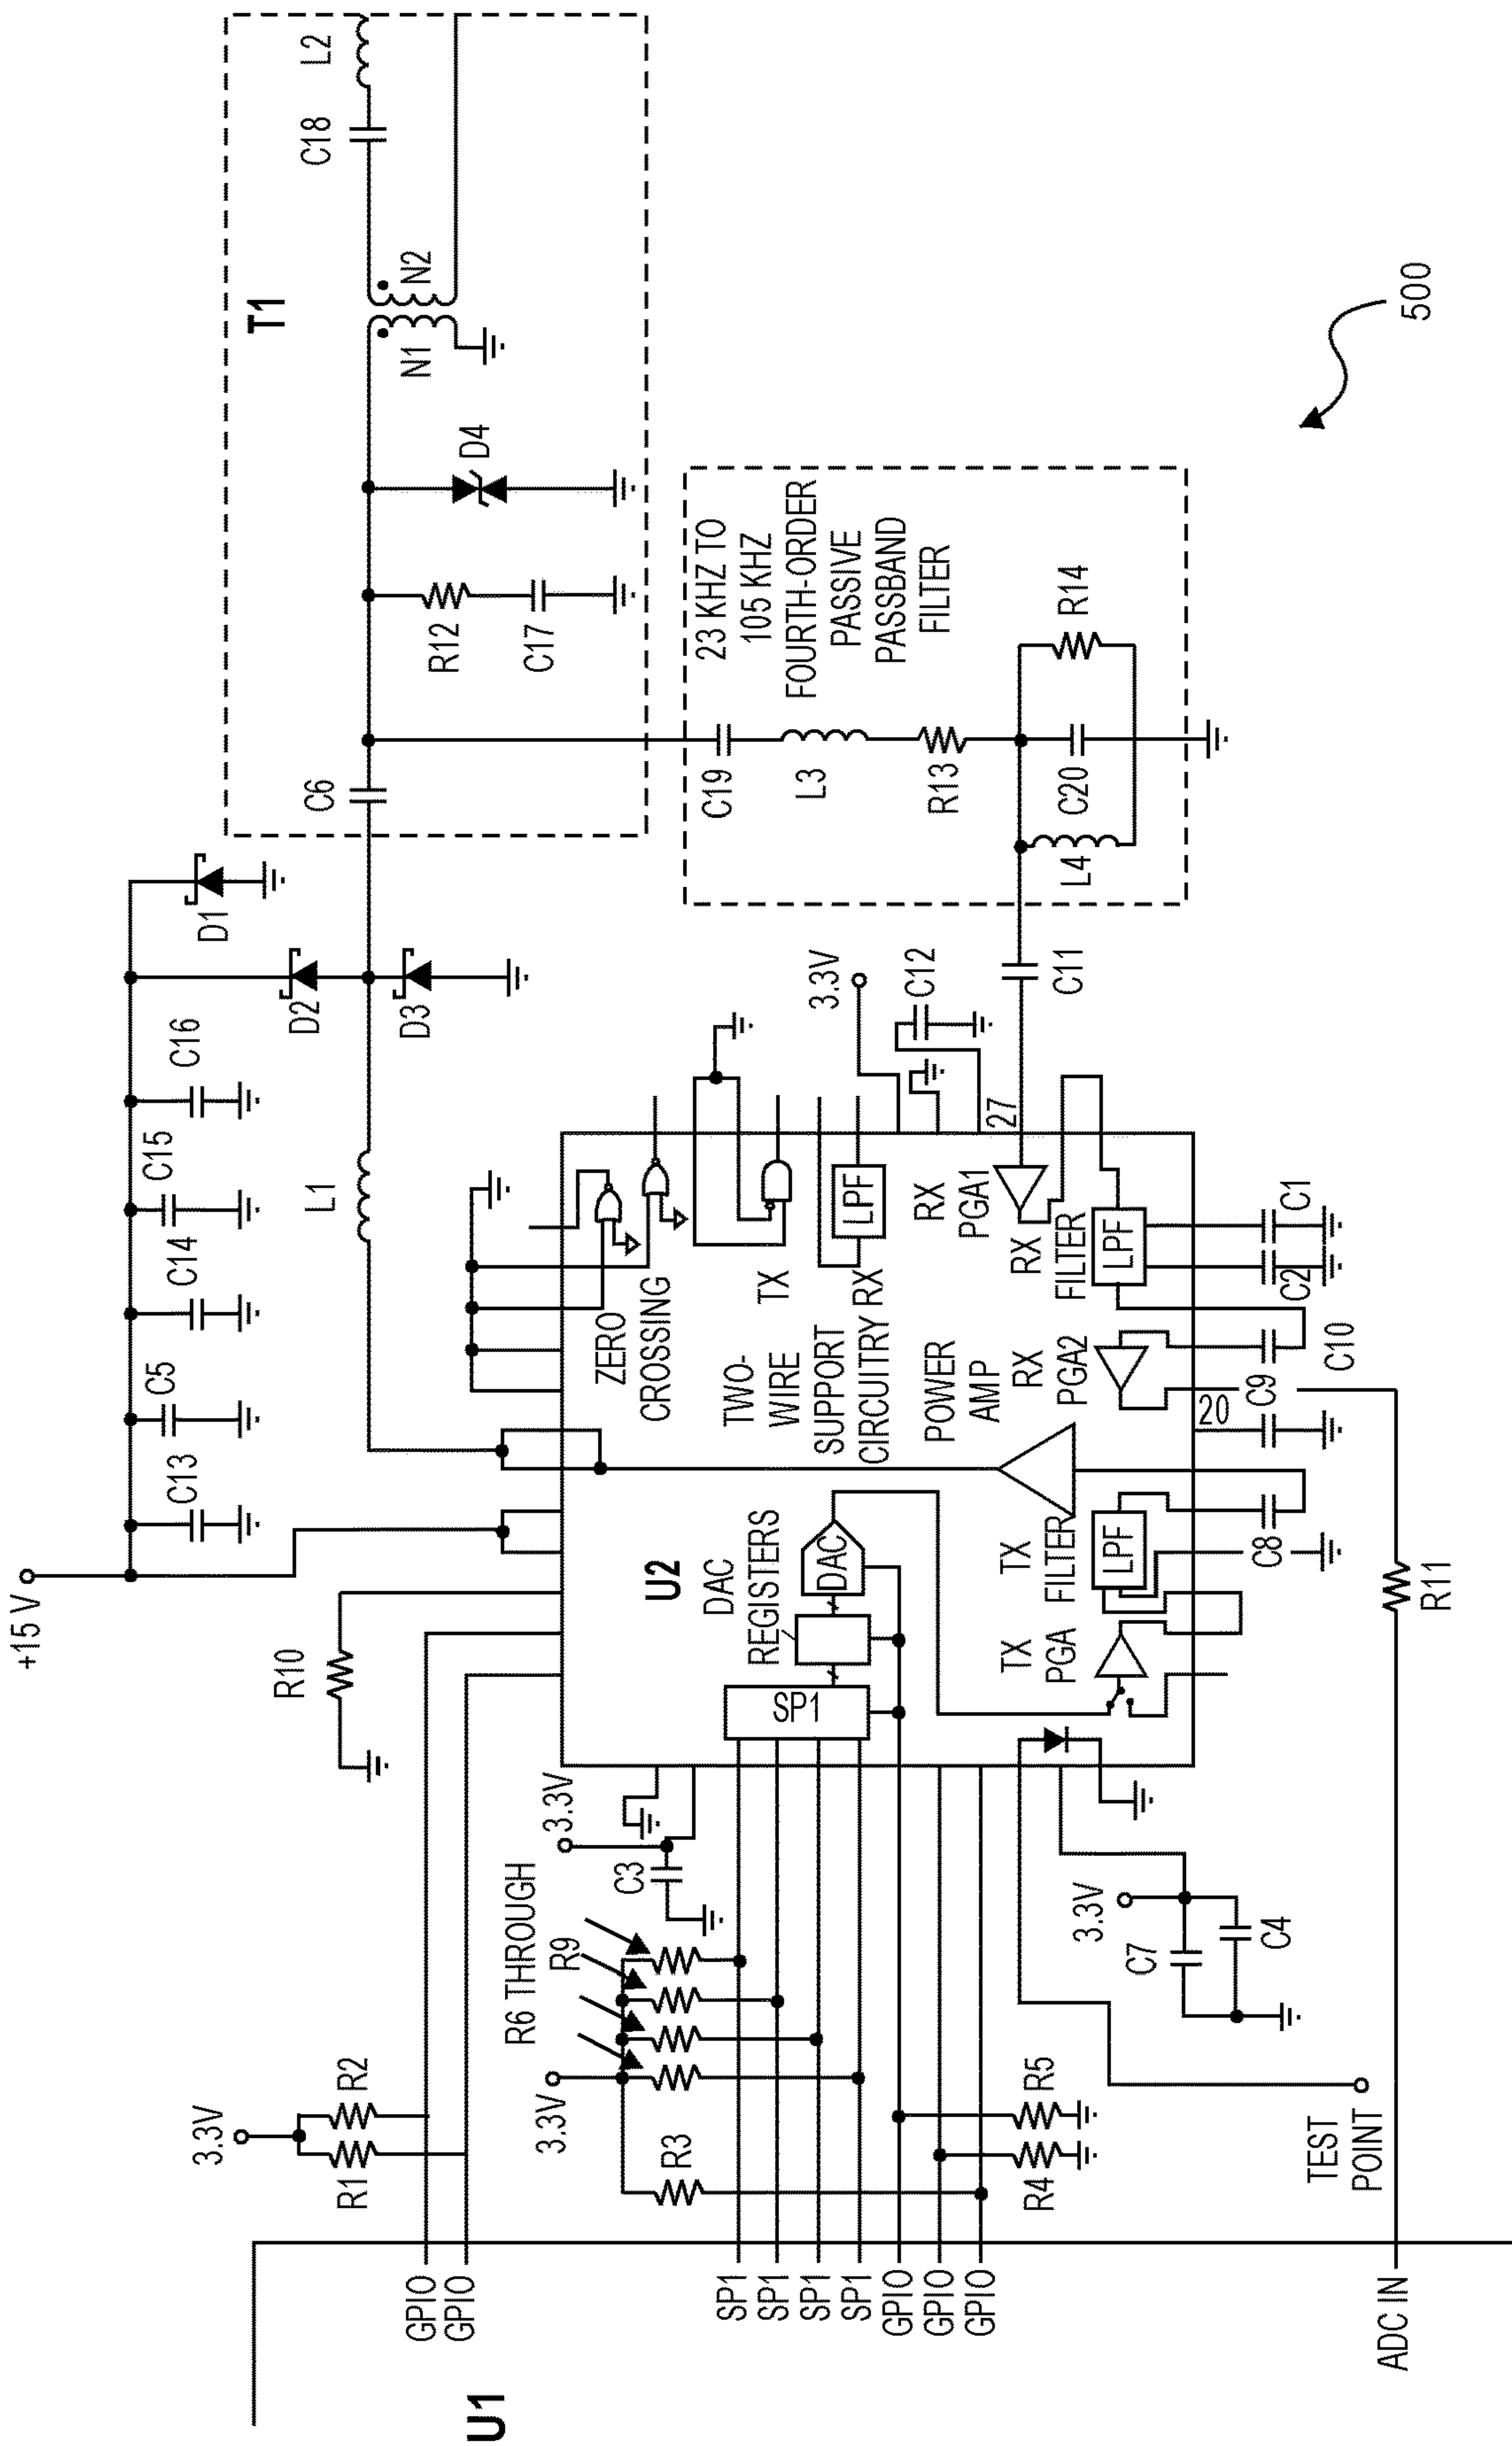 U1
GPIO
GPIO
SP1
SP1
SP1
SP1
GPIO
GPIO
GPIO
ADC IN
3.3V
R1
R2
3.3V
R3
R6 THROUGH
R9
R4
R5
TEST
POINT
3.3V
C3
3.3V
C7
C4
R11
R10
+15 V
C13
C5
C14
C15
C16
D1
D2
D3
L1
U2
SP1
DAC
REGISTERS
DAC
TX
PGA
TX
FILTER
LPF
C8
POWER
AMP
20
C9
C10
RX
PGA2
RX
FILTER
LPF
C2
C1
RX
PGA1
27
ZERO
CROSSING
TWO-
WIRE
SUPPORT
CIRCUITRY
TX
RX
LPF
3.3V
C12
C11
T1
C6
R12
C17
D4
N1
N2
C18
L2
23 KHZ TO
105 KHZ
FOURTH-ORDER
PASSIVE
PASSBAND
FILTER
C19
L3
R13
L4
C20
R14
500